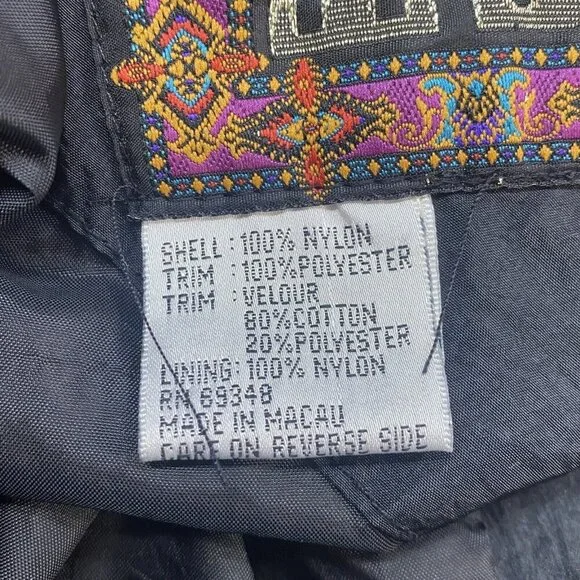 SHELL : 100% NYLON
TRIM : 100%POLYESTER
TRIM : VELOUR
80%COTTON
20%POLYESTER
LINING: 100% NYLON
RN 69348
MADE IN MACAU
CARE ON REVERSE SIDE